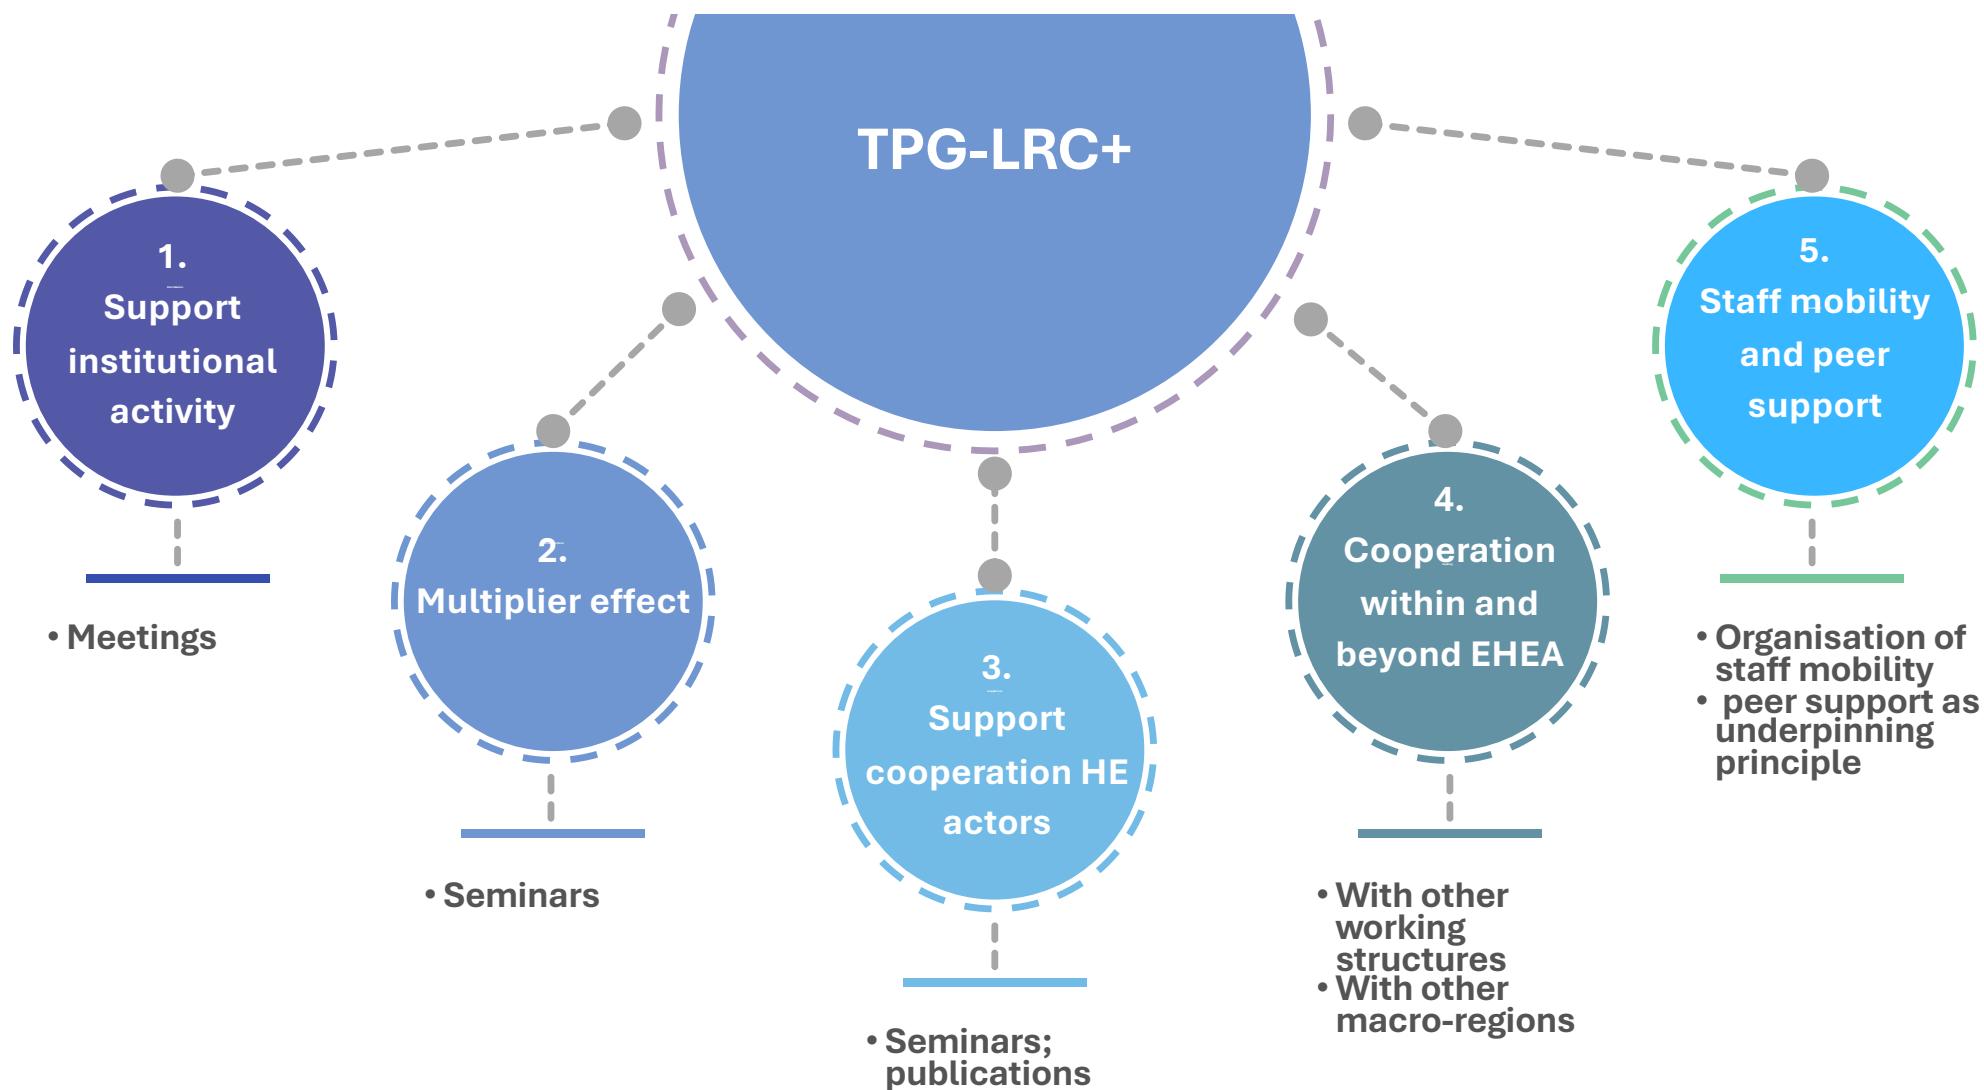 TPG-LRC+
1.
Support
institutional
activity
• Meetings
2.
Multiplier effect
• Seminars
3.
Support
cooperation HE
actors
• Seminars;
publications
4.
Cooperation
within and
beyond EHEA
• With other
working
structures
• With other
macro-regions
5.
Staff mobility
and peer
support
• Organisation of
staff mobility
• peer support as
underpinning
principle